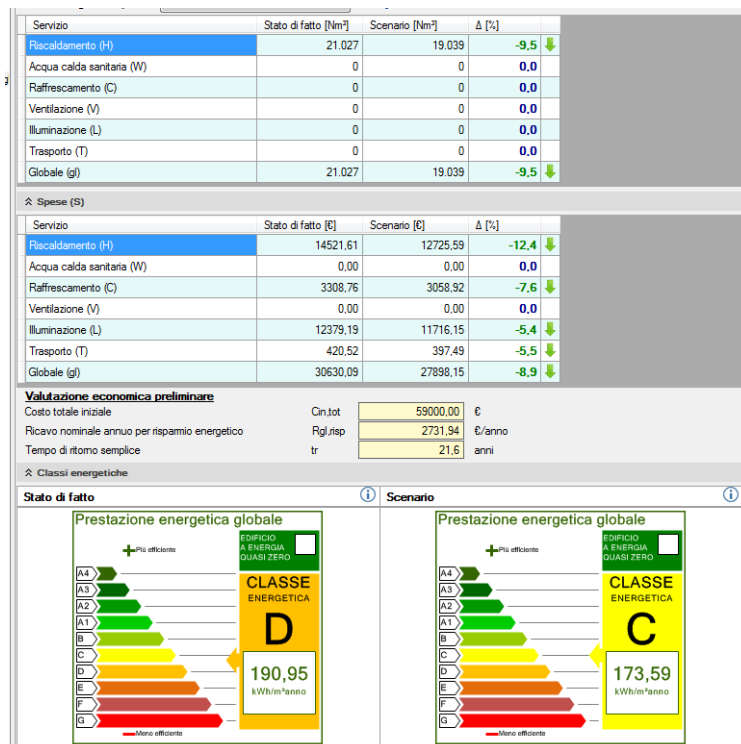 Servizio Stato di fatto [Nm³] Scenario [Nm³] Δ [%]
Riscaldamento (H) 21.027 19.039 -9,5
Acqua calda sanitaria (W) 0 0 0,0
Raffrescamento (C) 0 0 0,0
Ventilazione (V) 0 0 0,0
Illuminazione (L) 0 0 0,0
Trasporto (T) 0 0 0,0
Globale (gl) 21.027 19.039 -9,5
Spese (S)
Servizio Stato di fatto [€] Scenario [€] Δ [%]
Riscaldamento (H) 14521,61 12725,59 -12,4
Acqua calda sanitaria (W) 0,00 0,00 0,0
Raffrescamento (C) 3308,76 3058,92 -7,6
Ventilazione (V) 0,00 0,00 0,0
Illuminazione (L) 12379,19 11716,15 -5,4
Trasporto (T) 420,52 397,49 -5,5
Globale (gl) 30630,09 27898,15 -8,9
Valutazione economica preliminare
Costo totale iniziale Cin,tot 59000,00 €
Ricavo nominale annuo per risparmio energetico Rgl,risp 2731,94 €/anno
Tempo di ritorno semplice tr 21,6 anni
Classi energetiche
Stato di fatto
Prestazione energetica globale
Più efficiente
EDIFICIO
A ENERGIA
QUASI ZERO
A4
A3
A2
A1
B
C
D
E
F
G
CLASSE
ENERGETICA
D
190,95
kWh/m²anno
Meno efficiente
Scenario
Prestazione energetica globale
Più efficiente
EDIFICIO
A ENERGIA
QUASI ZERO
A4
A3
A2
A1
B
C
D
E
F
G
CLASSE
ENERGETICA
C
173,59
kWh/m²anno
Meno efficiente